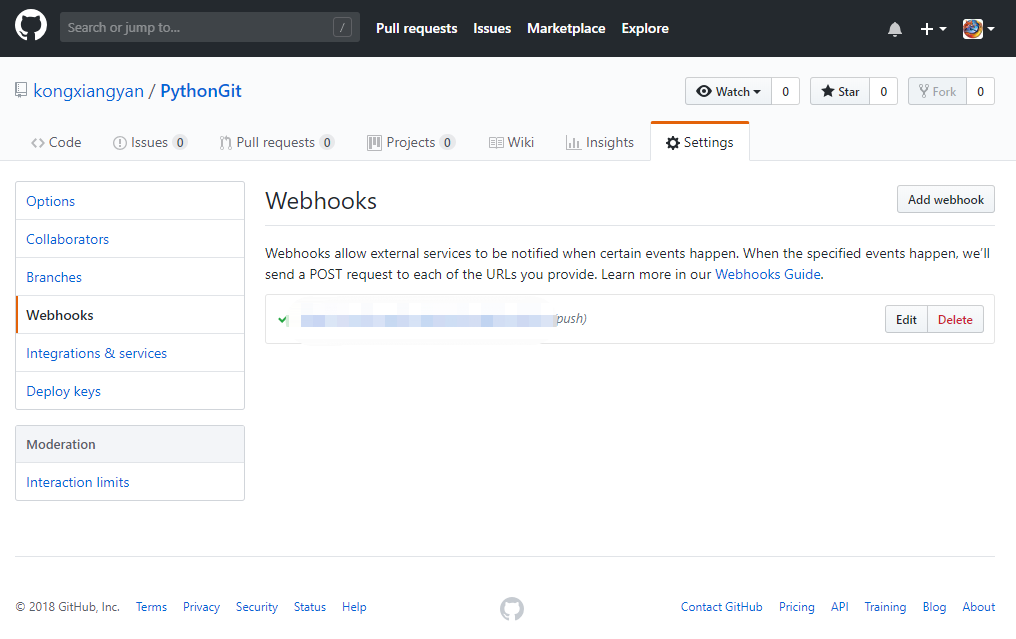 Search or jump to... / Pull requests Issues Marketplace Explore
kongxiangyan / PythonGit Watch 0 Star 0 Fork 0
Code Issues 0 Pull requests 0 Projects 0 Wiki Insights Settings
Options
Collaborators
Branches
Webhooks
Integrations & services
Deploy keys
Moderation
Interaction limits
Webhooks Add webhook
Webhooks allow external services to be notified when certain events happen. When the specified events happen, we'll
send a POST request to each of the URLs you provide. Learn more in our Webhooks Guide.
push) Edit Delete
© 2018 GitHub, Inc. Terms Privacy Security Status Help Contact GitHub Pricing API Training Blog About